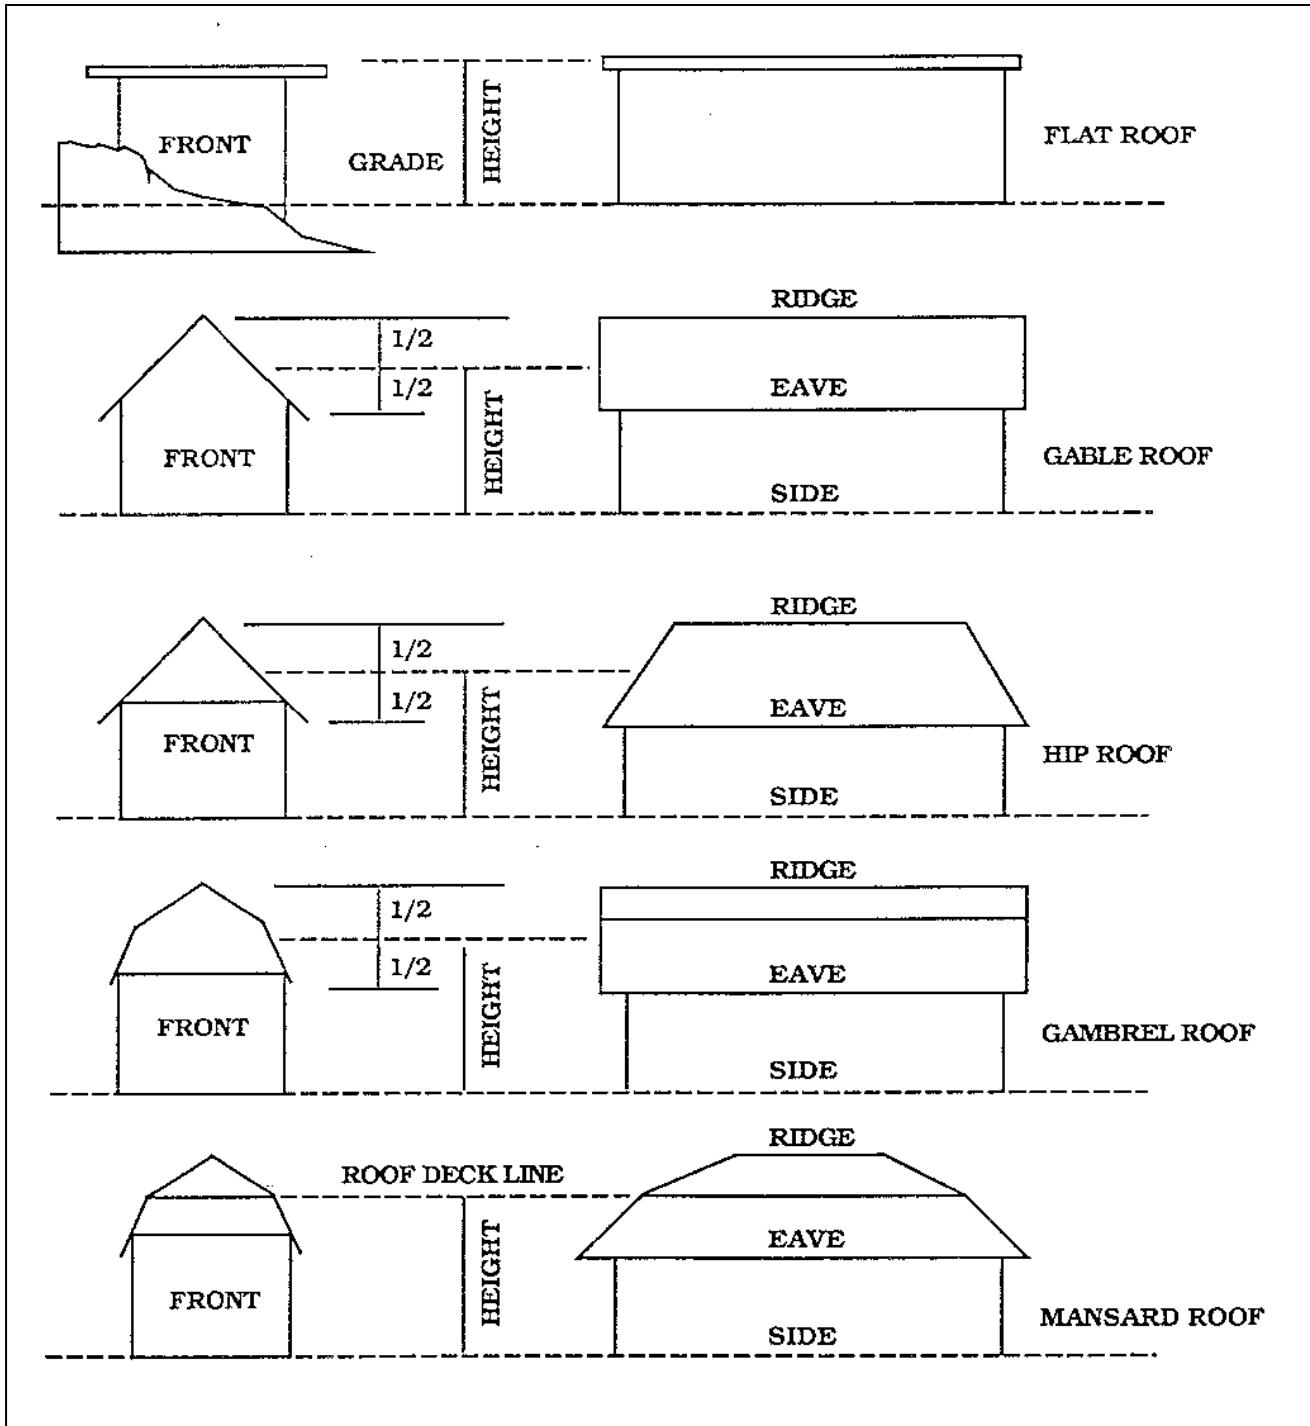 FRONT
GRADE
HEIGHT
FLAT ROOF
RIDGE
1/2
1/2
EAVE
HEIGHT
FRONT
GABLE ROOF
SIDE
RIDGE
1/2
1/2
EAVE
HEIGHT
FRONT
HIP ROOF
SIDE
RIDGE
1/2
1/2
EAVE
HEIGHT
FRONT
GAMBREL ROOF
SIDE
RIDGE
ROOF DECK LINE
EAVE
HEIGHT
FRONT
MANSARD ROOF
SIDE